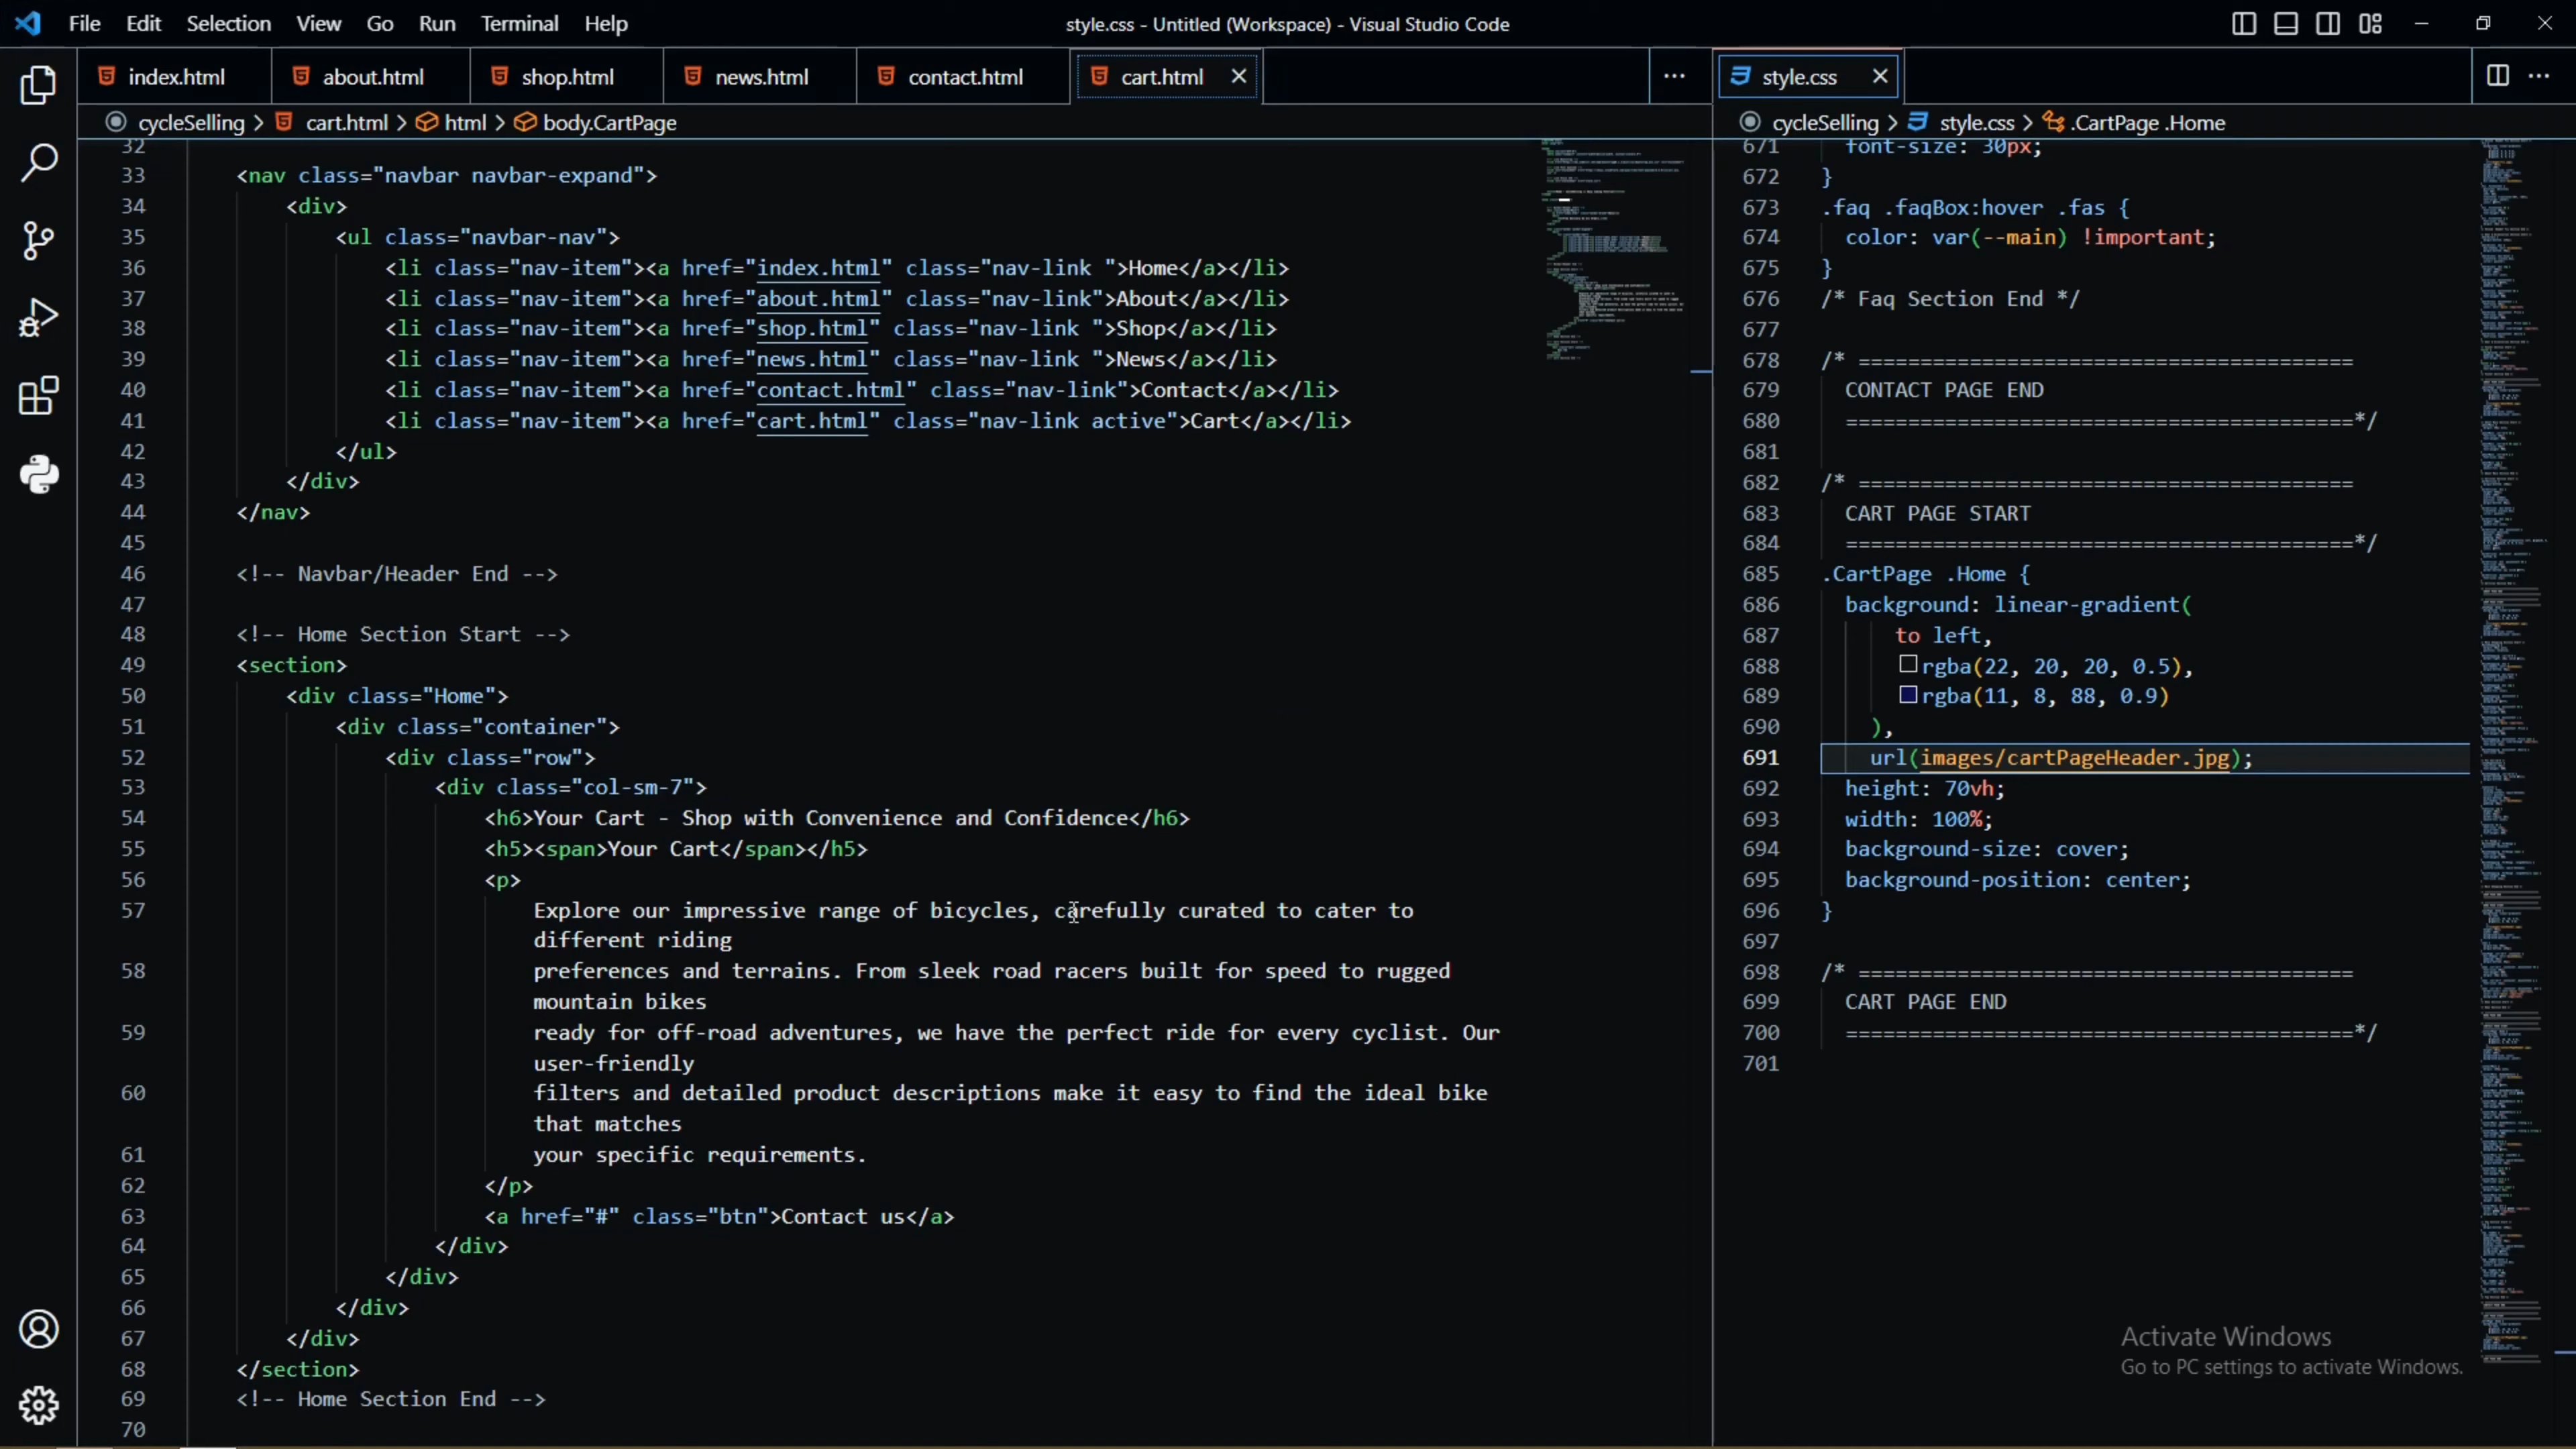 File Edit Selection View Go Run Terminal Help
style.css - Untitled (Workspace) - Visual Studio Code
index.html
about.html
shop.html
news.html
contact.html
cart.html
cycleSelling > cart.html > html > body.CartPage
32
33 <nav class="navbar navbar-expand">
34 <div>
35 <ul class="navbar-nav">
36 <li class="nav-item"><a href="index.html" class="nav-link ">Home</a></li>
37 <li class="nav-item"><a href="about.html" class="nav-link">About</a></li>
38 <li class="nav-item"><a href="shop.html" class="nav-link ">Shop</a></li>
39 <li class="nav-item"><a href="news.html" class="nav-link ">News</a></li>
40 <li class="nav-item"><a href="contact.html" class="nav-link">Contact</a></li>
41 <li class="nav-item"><a href="cart.html" class="nav-link active">Cart</a></li>
42 </ul>
43 </div>
44 </nav>
45
46 <!-- Navbar/Header End -->
47
48 <!-- Home Section Start -->
49 <section>
50 <div class="Home">
51 <div class="container">
52 <div class="row">
53 <div class="col-sm-7">
54 <h6>Your Cart - Shop with Convenience and Confidence</h6>
55 <h5><span>Your Cart</span></h5>
56 <p>
57 Explore our impressive range of bicycles, carefully curated to cater to
different riding
58 preferences and terrains. From sleek road racers built for speed to rugged
mountain bikes
59 ready for off-road adventures, we have the perfect ride for every cyclist. Our
user-friendly
60 filters and detailed product descriptions make it easy to find the ideal bike
that matches
61 your specific requirements.
62 </p>
63 <a href="#" class="btn">Contact us</a>
64 </div>
65 </div>
66 </div>
67 </div>
68 </section>
69 <!-- Home Section End -->
70
style.css
cycleSelling > style.css > .CartPage .Home
671 font-size: 30px;
672 }
673 .faq .faqBox:hover .fas {
674 color: var(--main) !important;
675 }
676 /* Faq Section End */
677
678 /* ========================================
679 CONTACT PAGE END
680 =========================================*/
681
682 /* ========================================
683 CART PAGE START
684 =========================================*/
685 .CartPage .Home {
686 background: linear-gradient(
687 to left,
688 rgba(22, 20, 20, 0.5),
689 rgba(11, 8, 88, 0.9)
690 ),
691 url(images/cartPageHeader.jpg);
692 height: 70vh;
693 width: 100%;
694 background-size: cover;
695 background-position: center;
696 }
697
698 /* ========================================
699 CART PAGE END
700 =========================================*/
701
Activate Windows
Go to PC settings to activate Windows.